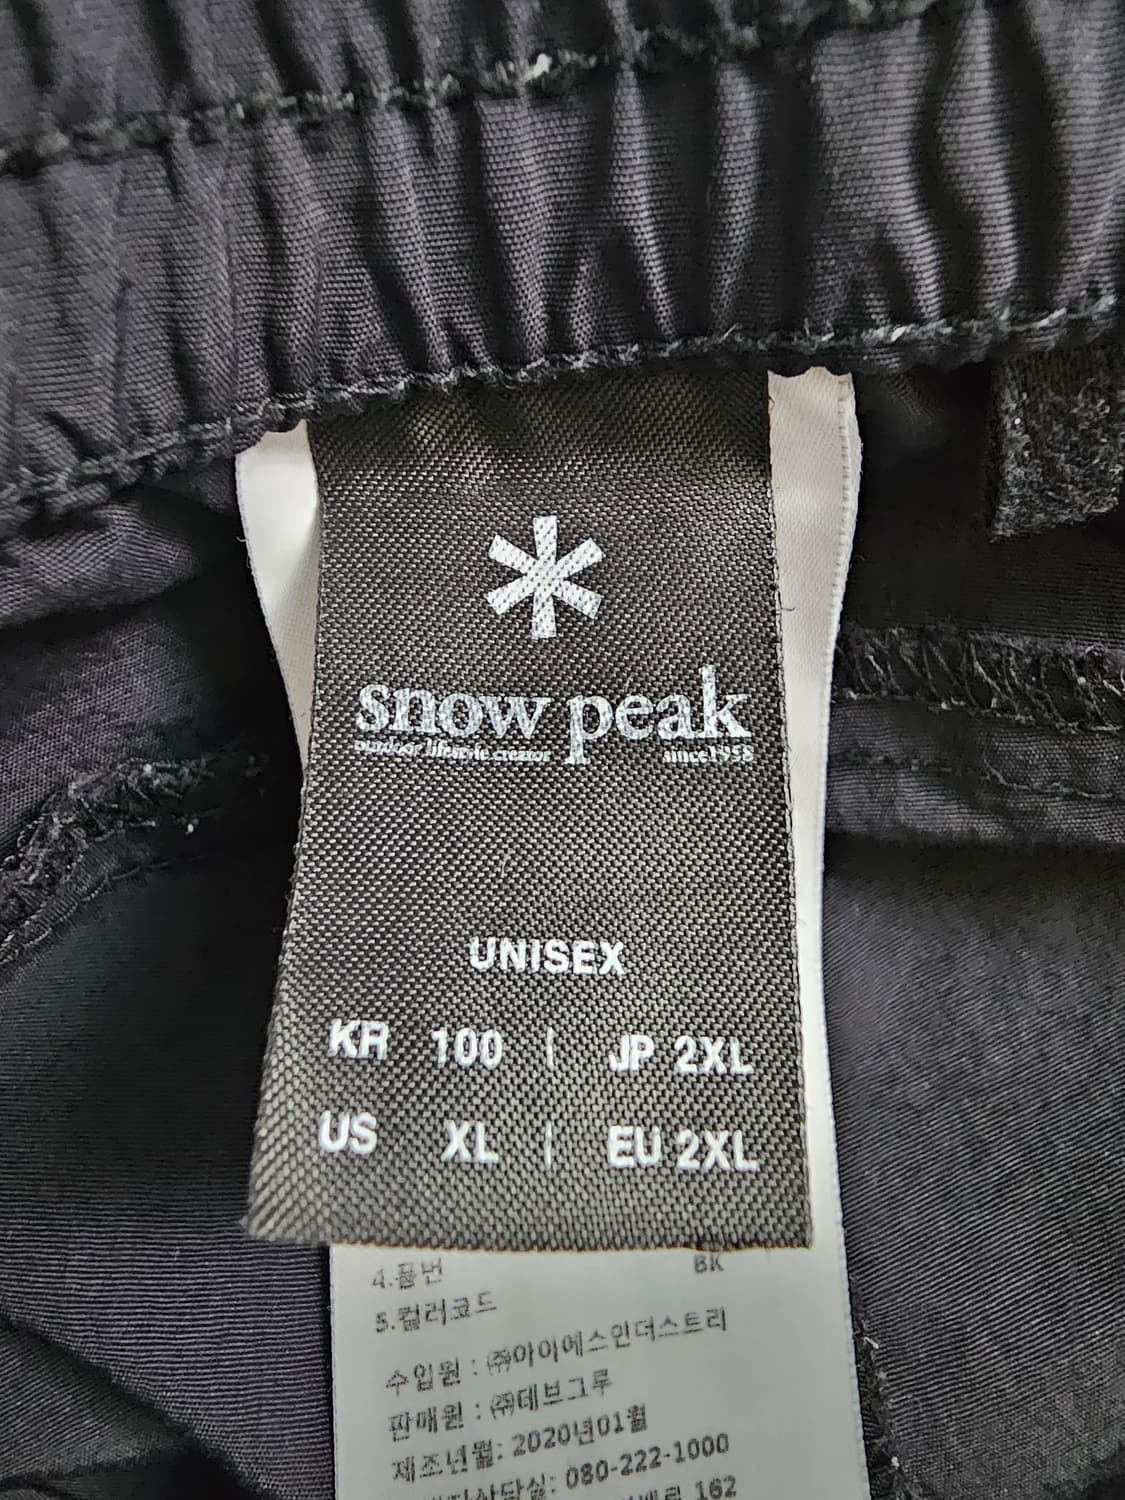 snow peak
outdoor lifestyle creator since1958
UNISEX
KR 100 | JP 2XL
US XL | EU 2XL
4.품번
BK
5.컬러코드
수입원 : ㈜아이에스인더스트리
판매원 : ㈜데브그루
제조년월: 2020년01월
080-222-1000
162